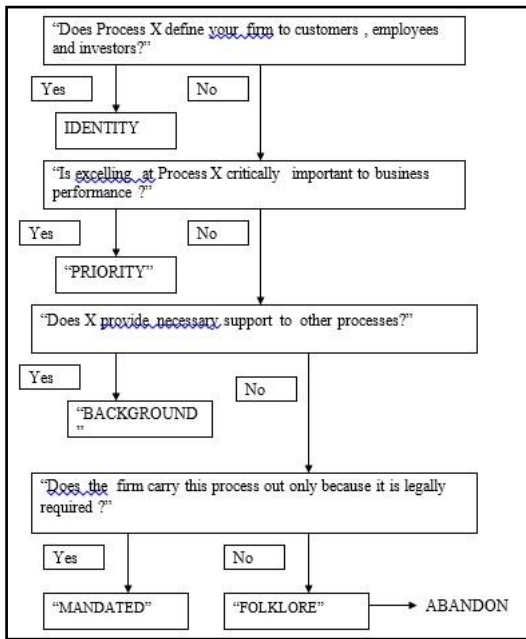 “Does Process X define your firm to customers , employees
and investors?”
Yes
No
IDENTITY
“Is excelling at Process X critically important to business
performance ?”
Yes
No
“PRIORITY”
“Does X provide necessary support to other processes?”
Yes
No
“BACKGROUND
”
“Does the firm carry this process out only because it is legally
required ?”
Yes
No
“MANDATED”
“FOLKLORE”
ABANDON